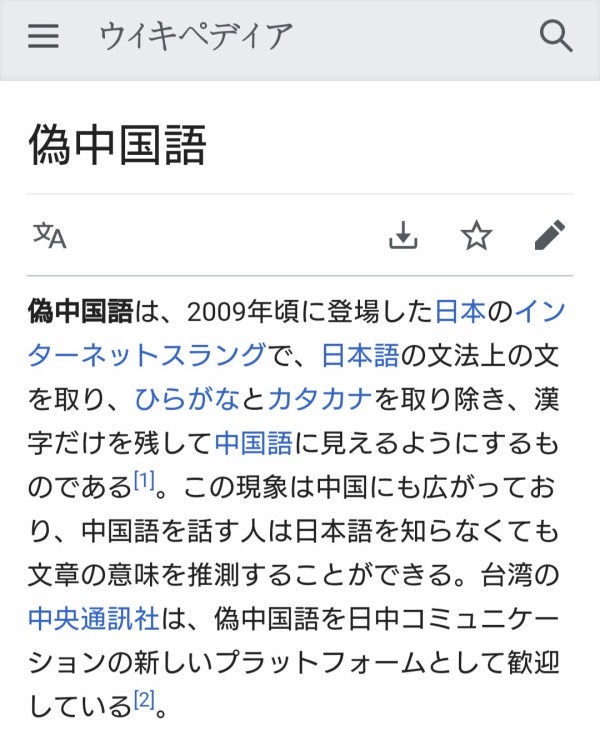 ウィキペディア
偽中国語
文A
偽中国語は、2009年頃に登場した日本のイン
ターネットスラングで、日本語の文法上の文
を取り、ひらがなとカタカナを取り除き、漢
字だけを残して中国語に見えるようにするも
のである[1]。この現象は中国にも広がってお
り、中国語を話す人は日本語を知らなくても
文章の意味を推測することができる。台湾の
中央通訊社は、偽中国語を日中コミュニケー
ションの新しいプラットフォームとして歓迎
している[2]。